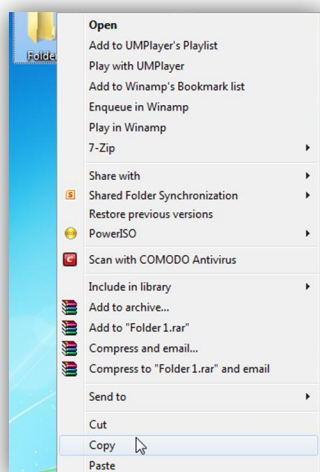 Folder
Open
Add to UMPlayer's Playlist
Play with UMPlayer
Add to Winamp's Bookmark list
Enqueue in Winamp
Play in Winamp
7-Zip
Share with
Shared Folder Synchronization
Restore previous versions
PowerISO
Scan with COMODO Antivirus
Include in library
Add to archive...
Add to "Folder 1.rar"
Compress and email...
Compress to "Folder 1.rar" and email
Send to
Cut
Copy
Paste